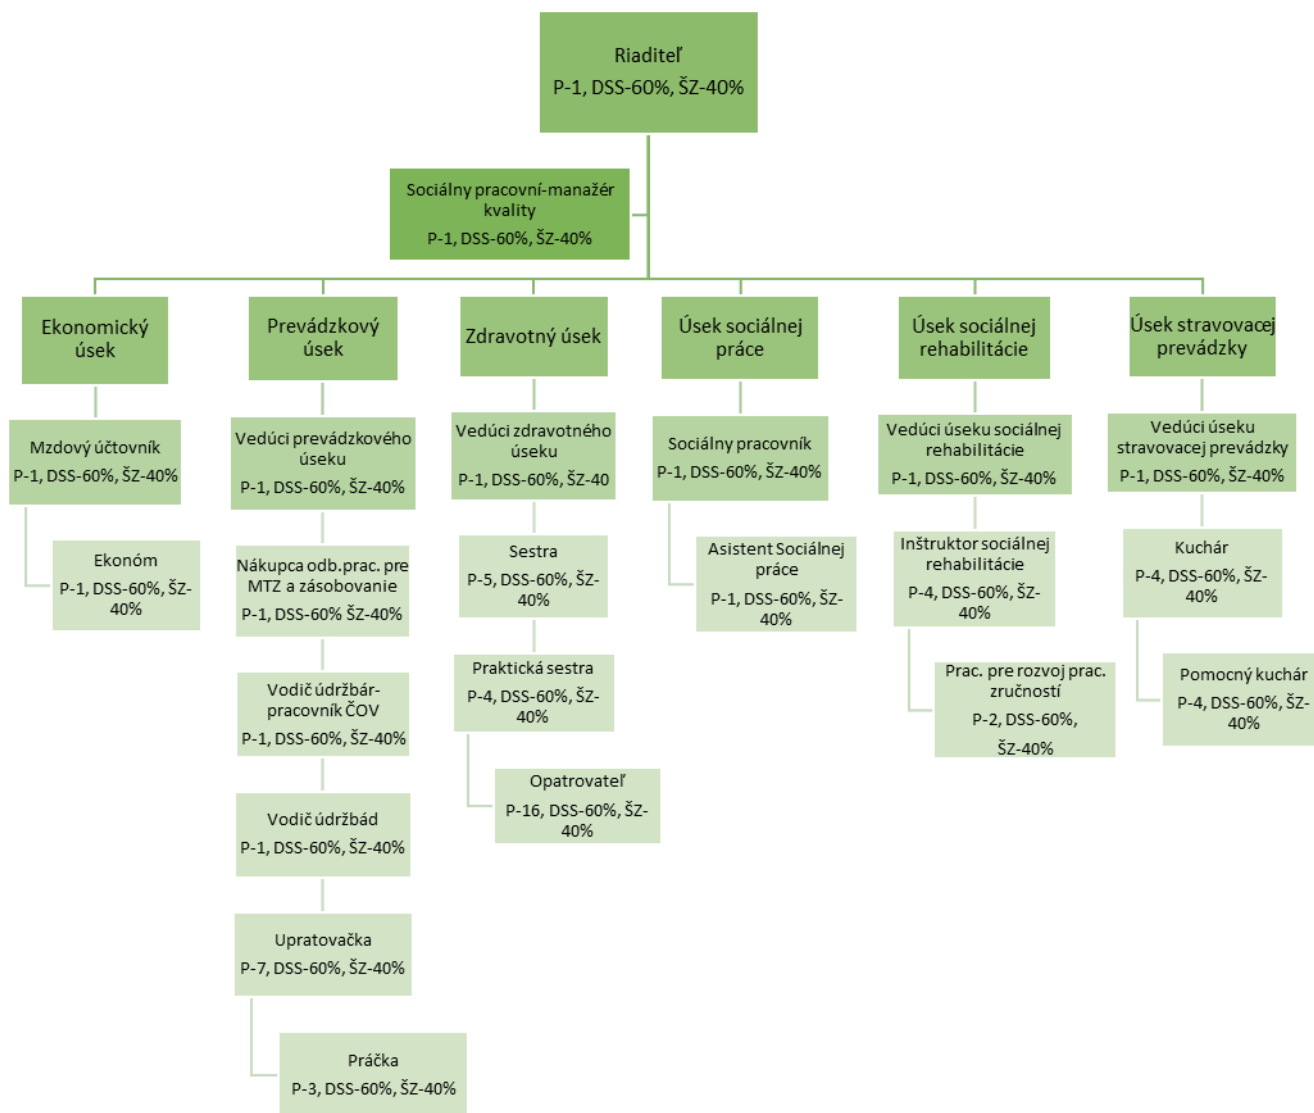 Riaditeľ
P-1, DSS-60%, ŠZ-40%
Sociálny pracovní-manažér
kvality
P-1, DSS-60%, ŠZ-40%
Ekonomický
úsek
Mzdový účtovník
P-1, DSS-60%, ŠZ-40%
Ekonóm
P-1, DSS-60%, ŠZ-
40%
Prevádzkový
úsek
Vedúci prevádzkového
úseku
P-1, DSS-60%, ŠZ-40%
Nákupca odb.prac. pre
MTZ a zásobovanie
P-1, DSS-60% ŠZ-40%
Vodič údržbár-
pracovník ČOV
P-1, DSS-60%, ŠZ-40%
Vodič údržbád
P-1, DSS-60%, ŠZ-40%
Upratovačka
P-7, DSS-60%, ŠZ-40%
Práčka
P-3, DSS-60%, ŠZ-40%
Zdravotný úsek
Vedúci zdravotného
úseku
P-1, DSS-60%, ŠZ-40
Sestra
P-5, DSS-60%, ŠZ-
40%
Praktická sestra
P-4, DSS-60%, ŠZ-
40%
Opatrovateľ
P-16, DSS-60%, ŠZ-
40%
Úsek sociálnej
práce
Sociálny pracovník
P-1, DSS-60%, ŠZ-40%
Asistent Sociálnej
práce
P-1, DSS-60%, ŠZ-
40%
Úsek sociálnej
rehabilitácie
Vedúci úseku sociálnej
rehabilitácie
P-1, DSS-60%, ŠZ-40%
Inštruktor sociálnej
rehabilitácie
P-4, DSS-60%, ŠZ-
40%
Prac. pre rozvoj prac.
zručností
P-2, DSS-60%,
ŠZ-40%
Úsek stravovacej
prevádzky
Vedúci úseku
stravovacej prevádzky
P-1, DSS-60%, ŠZ-40%
Kuchár
P-4, DSS-60%, ŠZ-
40%
Pomocný kuchár
P-4, DSS-60%, ŠZ-
40%